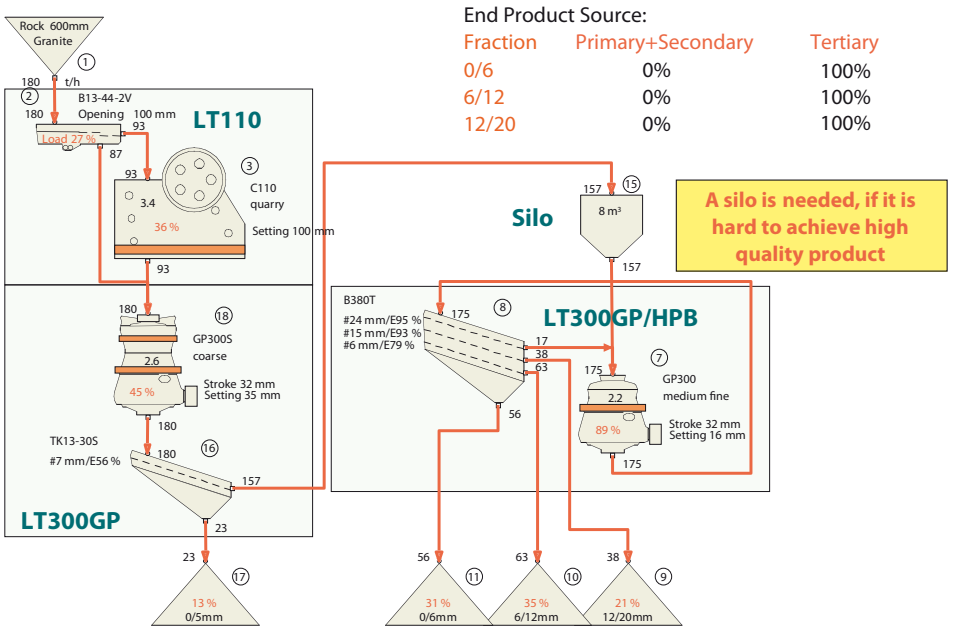 End Product Source:
Fraction Primary+Secondary Tertiary
0/6 0% 100%
6/12 0% 100%
12/20 0% 100%
Rock 600mm
Granite
1
180 t/h
2
180
B13-44-2V
Opening 100 mm
93
Load 27 %
87
LT110
93
3
C110
quarry
3.4
36 %
Setting 100 mm
93
180
18
GP300S
coarse
2.6
45 %
Stroke 32 mm
Setting 35 mm
180
TK13-30S
#7 mm/E56 %
180
16
157
LT300GP
23
23
17
13 %
0/5mm
157
15
8 m³
Silo
157
A silo is needed, if it is
hard to achieve high
quality product
B380T
#24 mm/E95 %
#15 mm/E93 %
#6 mm/E79 %
175
8
LT300GP/HPB
17
38
63
56
175
7
GP300
medium fine
2.2
89 %
Stroke 32 mm
Setting 16 mm
175
56
11
31 %
0/6mm
63
10
35 %
6/12mm
38
9
21 %
12/20mm